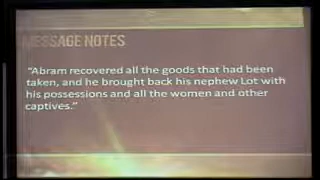 MESSAGE NOTES
“Abram recovered all the goods that had been
taken, and he brought back his nephew Lot with
his possessions and all the women and other
captives.”